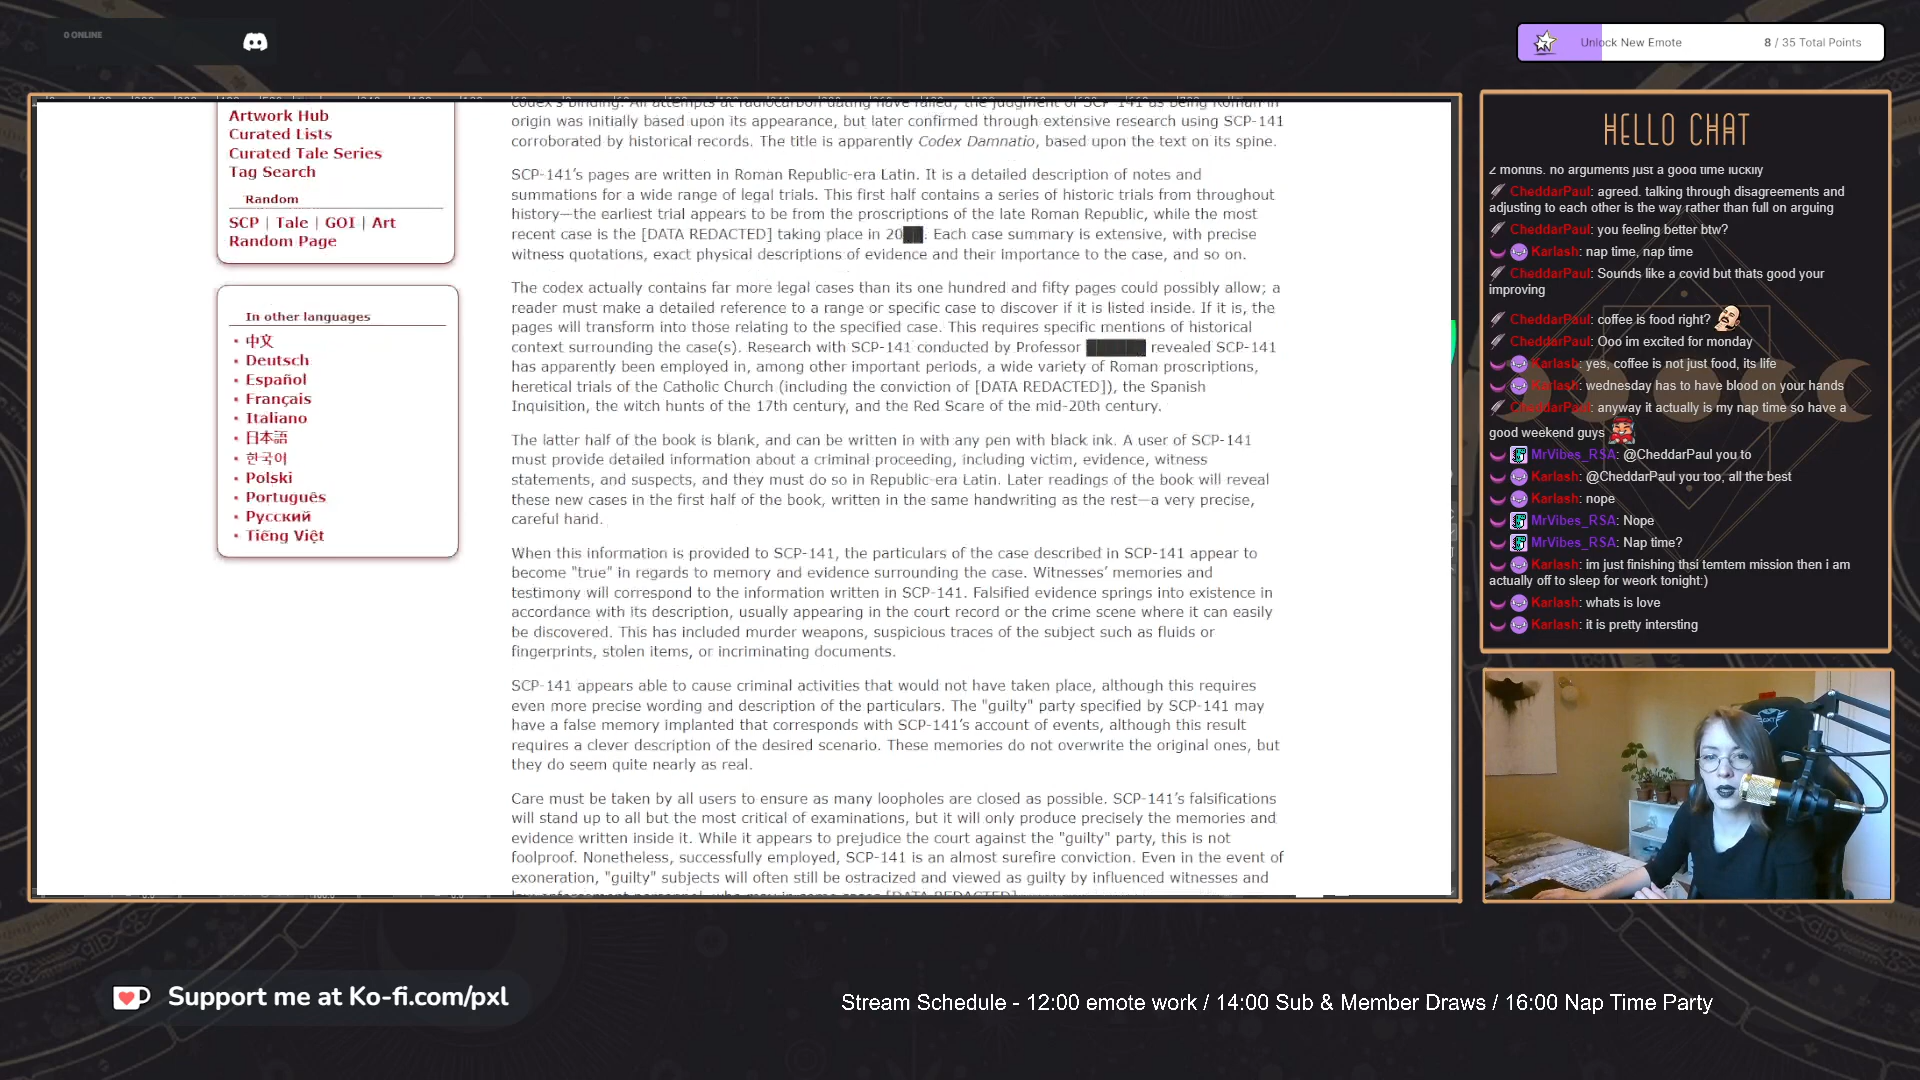 0 ONLINE
Unlock New Emote
8 / 35 Total Points
Artwork Hub
Curated Lists
Curated Tale Series
Tag Search
Random
SCP | Tale | GOI | Art
Random Page
In other languages
中文
Deutsch
Español
Français
Italiano
日本語
한국어
Polski
Português
Русский
Tiếng Việt
codex's binding. All attempts at radiocarbon dating have failed; the judgment of SCP-141 as being Roman in
origin was initially based upon its appearance, but later confirmed through extensive research using SCP-141
corroborated by historical records. The title is apparently Codex Damnatio, based upon the text on its spine.
SCP-141's pages are written in Roman Republic-era Latin. It is a detailed description of notes and
summations for a wide range of legal trials. This first half contains a series of historic trials from throughout
history—the earliest trial appears to be from the proscriptions of the late Roman Republic, while the most
recent case is the [DATA REDACTED] taking place in 20██. Each case summary is extensive, with precise
witness quotations, exact physical descriptions of evidence and their importance to the case, and so on.
The codex actually contains far more legal cases than its one hundred and fifty pages could possibly allow; a
reader must make a detailed reference to a range or specific case to discover if it is listed inside. If it is, the
pages will transform into those relating to the specified case. This requires specific mentions of historical
context surrounding the case(s). Research with SCP-141 conducted by Professor ██████ revealed SCP-141
has apparently been employed in, among other important periods, a wide variety of Roman proscriptions,
heretical trials of the Catholic Church (including the conviction of [DATA REDACTED]), the Spanish
Inquisition, the witch hunts of the 17th century, and the Red Scare of the mid-20th century.
The latter half of the book is blank, and can be written in with any pen with black ink. A user of SCP-141
must provide detailed information about a criminal proceeding, including victim, evidence, witness
statements, and suspects, and they must do so in Republic-era Latin. Later readings of the book will reveal
these new cases in the first half of the book, written in the same handwriting as the rest—a very precise,
careful hand.
When this information is provided to SCP-141, the particulars of the case described in SCP-141 appear to
become "true" in regards to memory and evidence surrounding the case. Witnesses' memories and
testimony will correspond to the information written in SCP-141. Falsified evidence springs into existence in
accordance with its description, usually appearing in the court record or the crime scene where it can easily
be discovered. This has included murder weapons, suspicious traces of the subject such as fluids or
fingerprints, stolen items, or incriminating documents.
SCP-141 appears able to cause criminal activities that would not have taken place, although this requires
even more precise wording and description of the particulars. The "guilty" party specified by SCP-141 may
have a false memory implanted that corresponds with SCP-141's account of events, although this result
requires a clever description of the desired scenario. These memories do not overwrite the original ones, but
they do seem quite nearly as real.
Care must be taken by all users to ensure as many loopholes are closed as possible. SCP-141's falsifications
will stand up to all but the most critical of examinations, but it will only produce precisely the memories and
evidence written inside it. While it appears to prejudice the court against the "guilty" party, this is not
foolproof. Nonetheless, successfully employed, SCP-141 is an almost surefire conviction. Even in the event of
exoneration, "guilty" subjects will often still be ostracized and viewed as guilty by influenced witnesses and
law enforcement personnel, who may in some cases [DATA REDACTED]
HELLO CHAT
2 months. no arguments just a good time luckily
CheddarPaul: agreed. talking through disagreements and
adjusting to each other is the way rather than full on arguing
CheddarPaul: you feeling better btw?
Karlash: nap time, nap time
CheddarPaul: Sounds like a covid but thats good your
improving
CheddarPaul: coffee is food right?
CheddarPaul: Ooo im excited for monday
Karlash: yes, coffee is not just food, its life
Karlash: wednesday has to have blood on your hands
CheddarPaul: anyway it actually is my nap time so have a
good weekend guys
MrVibes_RSA: @CheddarPaul you to
Karlash: @CheddarPaul you too, all the best
Karlash: nope
MrVibes_RSA: Nope
MrVibes_RSA: Nap time?
Karlash: im just finishing thsi temtem mission then i am
actually off to sleep for weork tonight:)
Karlash: whats is love
Karlash: it is pretty intersting
Support me at Ko-fi.com/pxl
Stream Schedule - 12:00 emote work / 14:00 Sub & Member Draws / 16:00 Nap Time Party